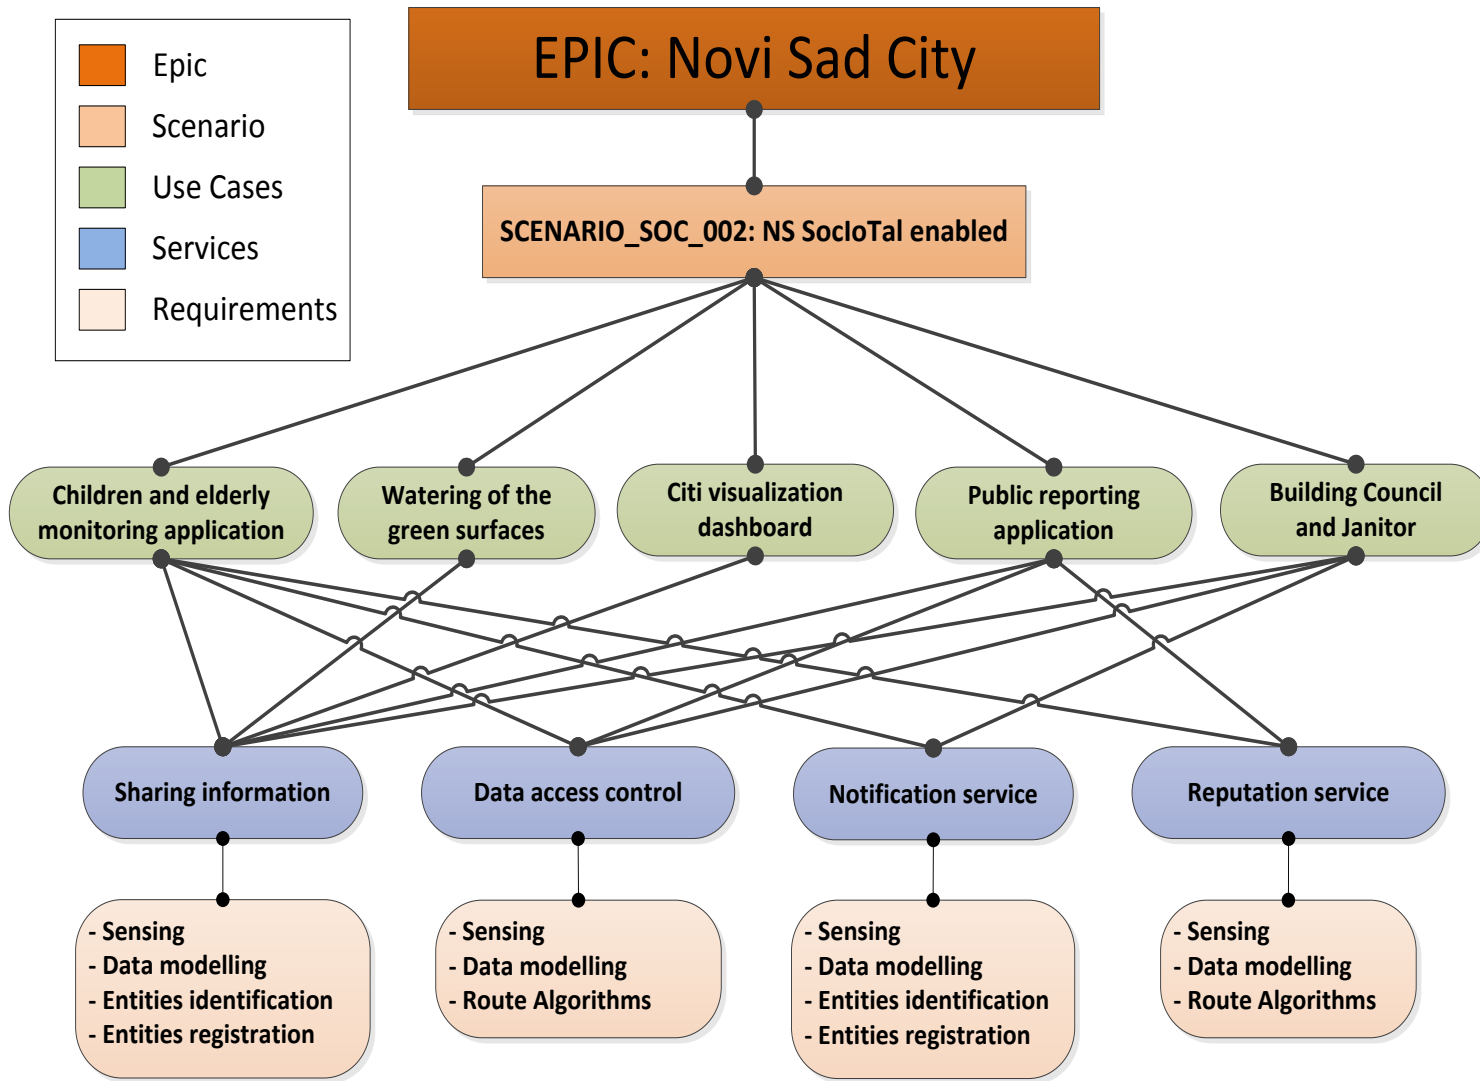 EPIC: Novi Sad City
Epic
Scenario
Use Cases
Services
Requirements
SCENARIO_SOC_002: NS SocIoTal enabled
Children and elderly
monitoring application
Watering of the
green surfaces
Citi visualization
dashboard
Public reporting
application
Building Council
and Janitor
Sharing information
Data access control
Notification service
Reputation service
- Sensing
- Data modelling
- Entities identification
- Entities registration
- Sensing
- Data modelling
- Route Algorithms
- Sensing
- Data modelling
- Entities identification
- Entities registration
- Sensing
- Data modelling
- Route Algorithms